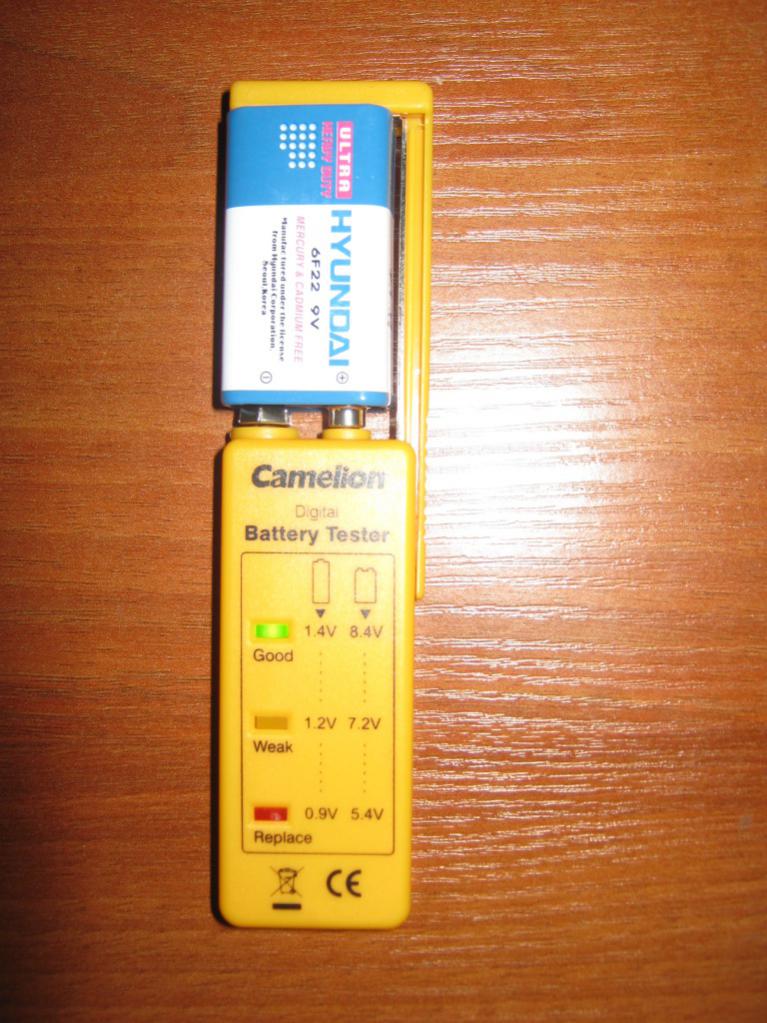 ULTRA
HEAVY DUTY
HYUNDAI
6F22 9V
MERCURY & CADMIUM FREE
Manufactured under the license
from Hyundai Corporation.
Seoul.Korea
Camelion
Digital
Battery Tester
1.4V 8.4V
Good
1.2V 7.2V
Weak
0.9V 5.4V
Replace
CE